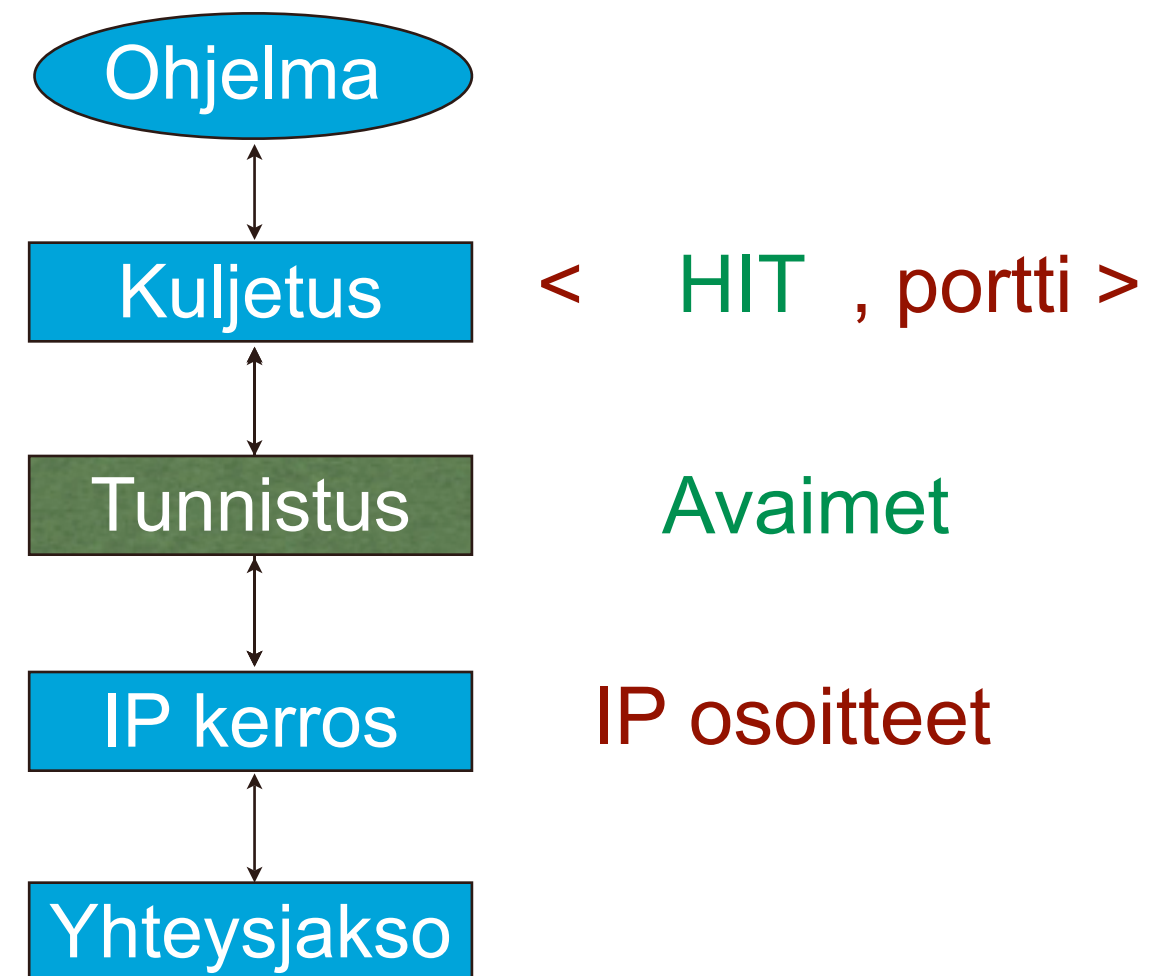 Ohjelma
Kuljetus < HIT , portti >
Tunnistus Avaimet
IP kerros IP osoitteet
Yhteysjakso